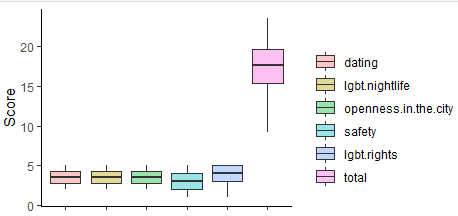 Score
20
15
10
5
0
dating
lgbt.nightlife
openness.in.the.city
safety
lgbt.rights
total